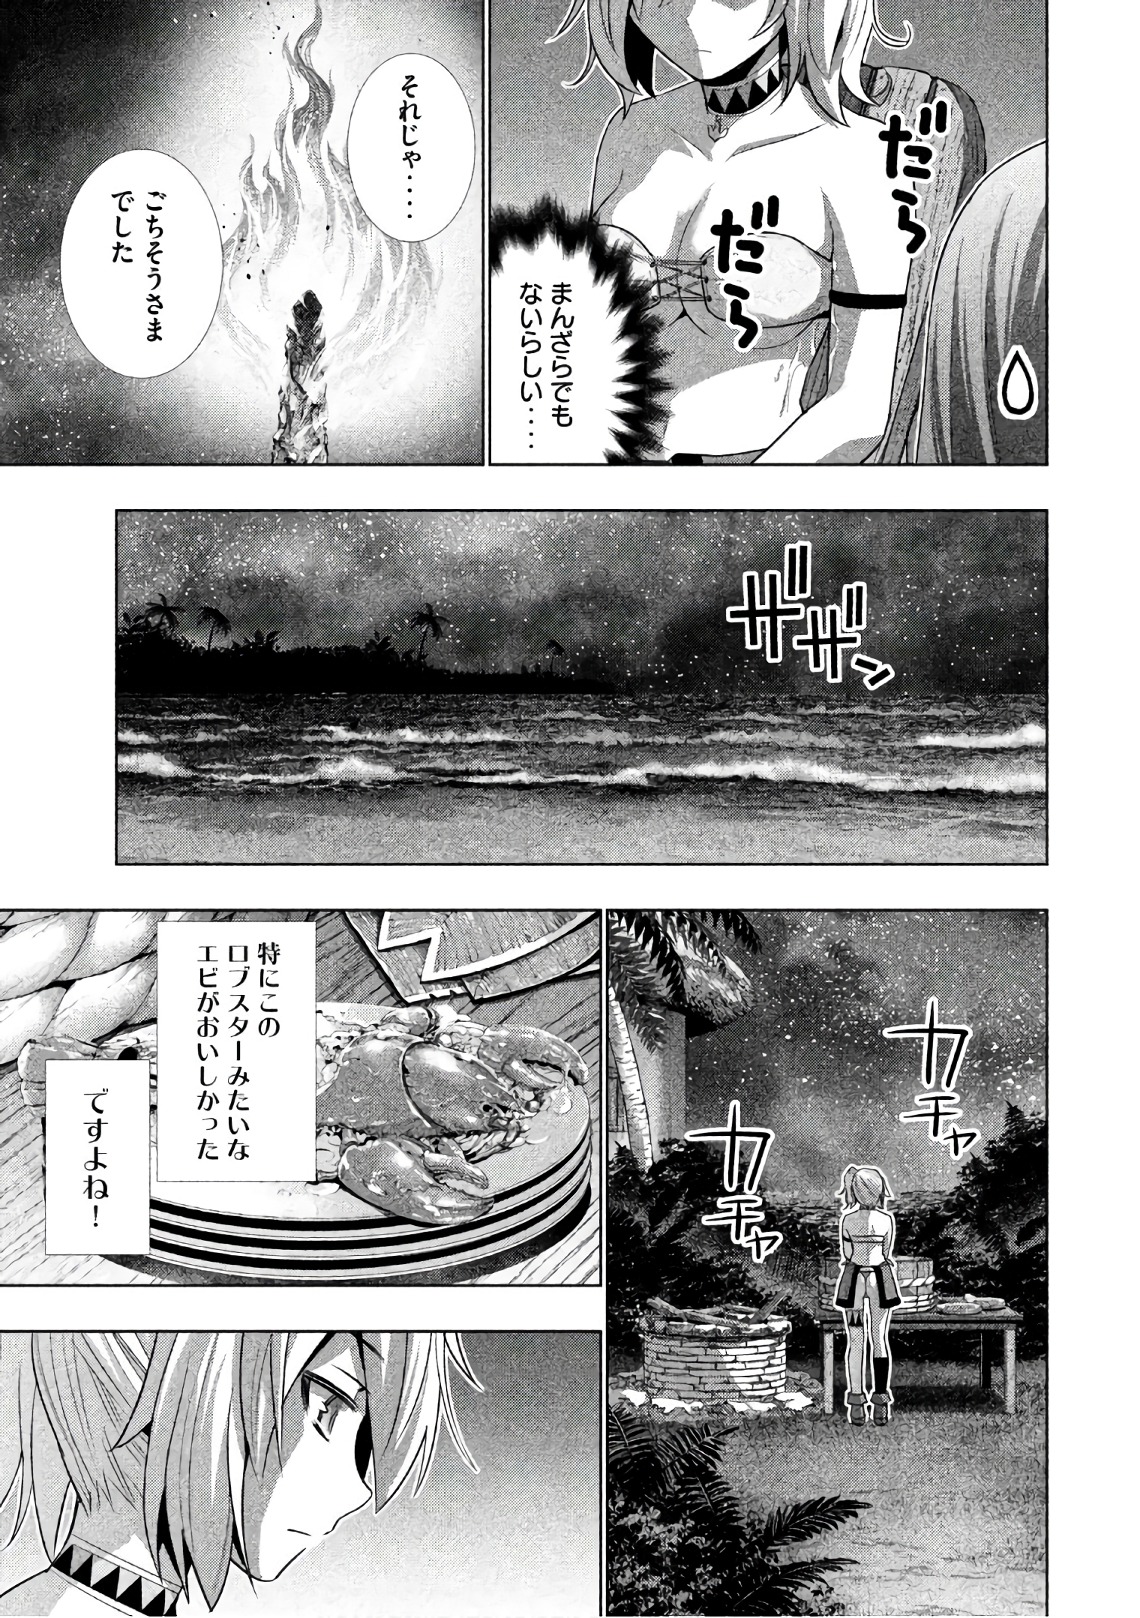 だら
だら
まんざらでも
ないらしい‥‥
それじゃ‥‥
ごちそうさま
でした
ザザザザン
カチャ
カチャ
特にこの
ロブスターみたいな
エビがおいしかった
ですよね！